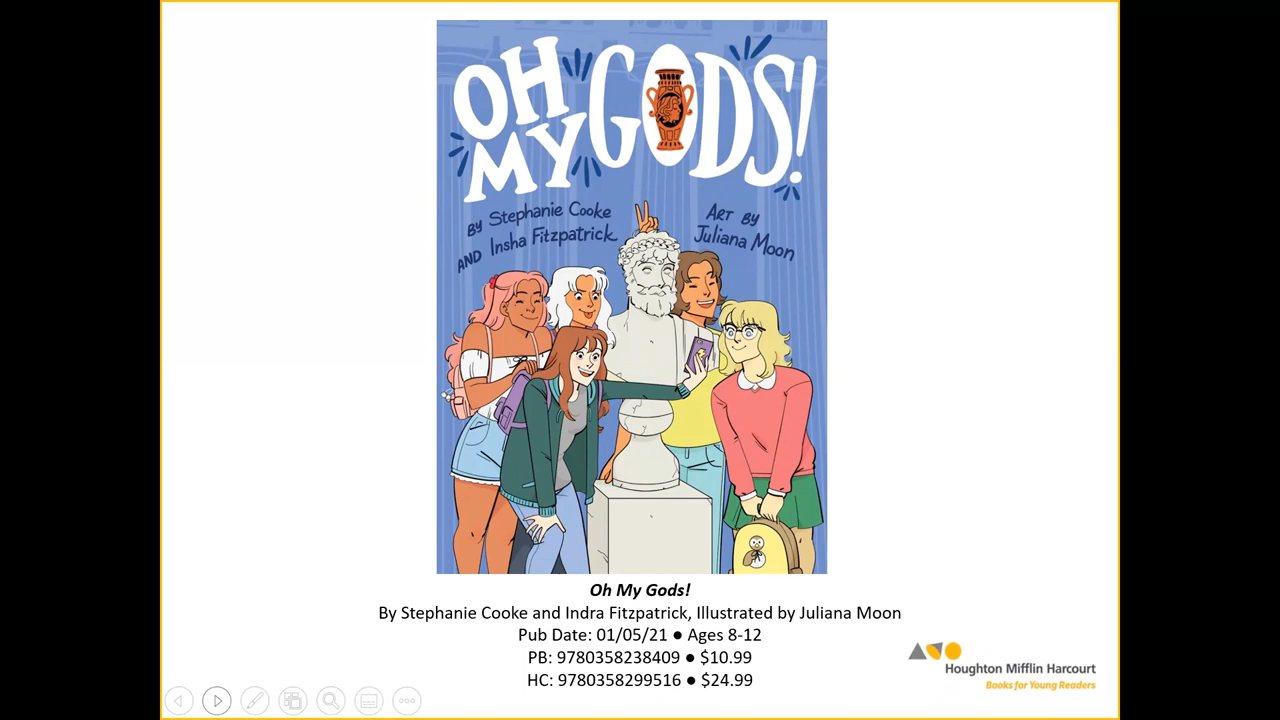 OH
MY GODS!
BY Stephanie Cooke
AND Insha Fitzpatrick
ART BY
Juliana Moon
Oh My Gods!
By Stephanie Cooke and Indra Fitzpatrick, Illustrated by Juliana Moon
Pub Date: 01/05/21 ● Ages 8-12
PB: 9780358238409 ● $10.99
HC: 9780358299516 ● $24.99
Houghton Mifflin Harcourt
Books for Young Readers